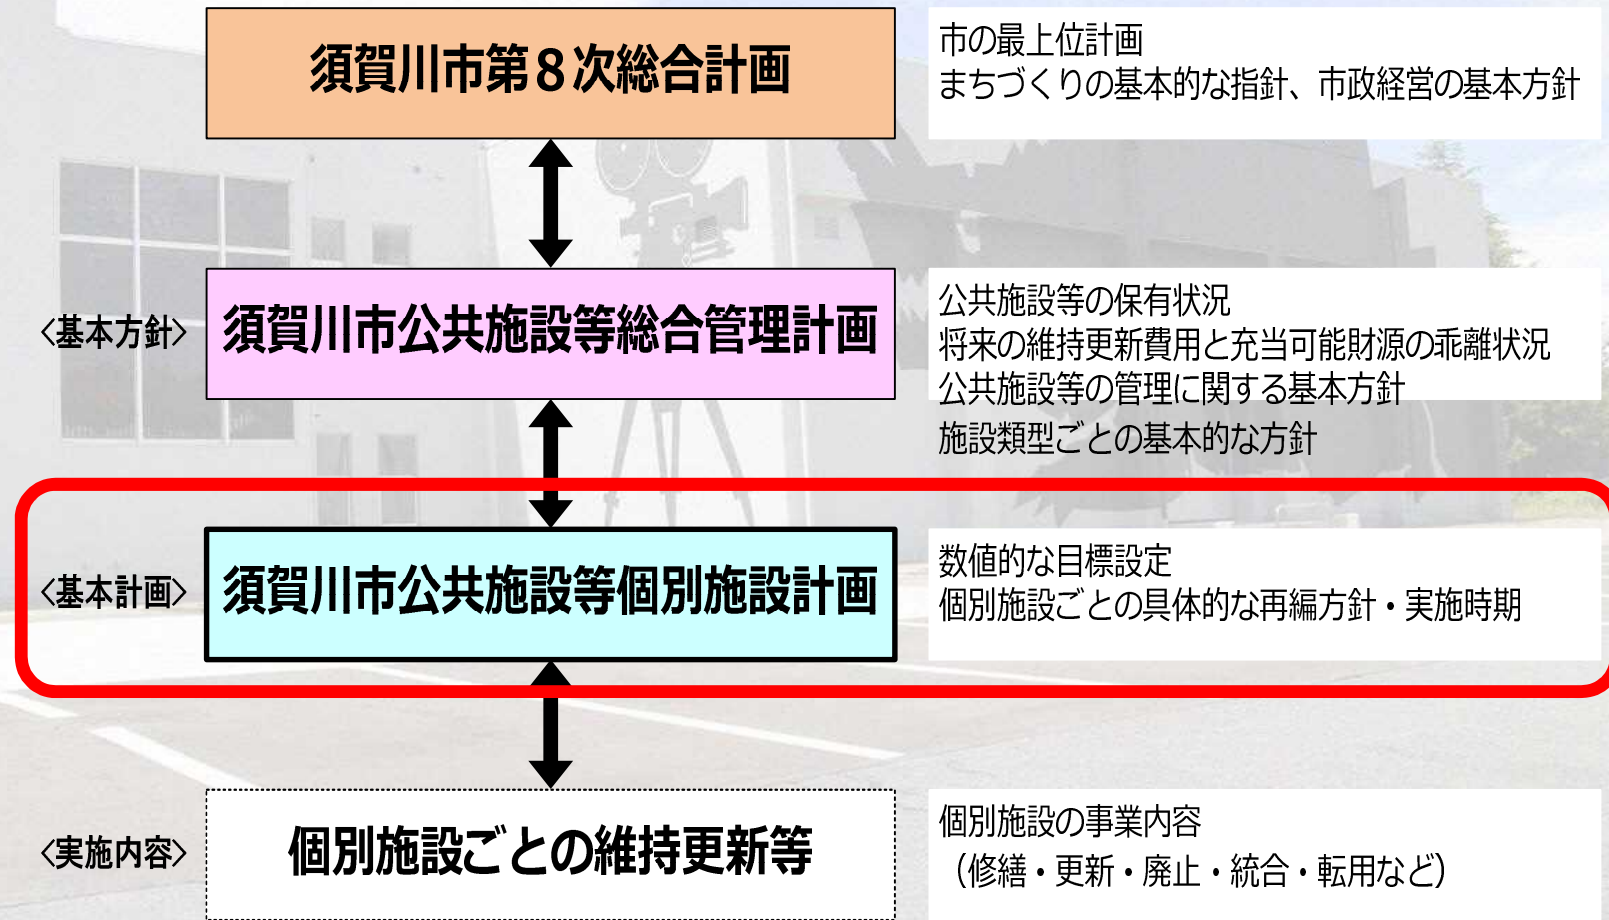 須賀川市第８次総合計画
市の最上位計画
まちづくりの基本的な指針、市政経営の基本方針
〈基本方針〉
須賀川市公共施設等総合管理計画
公共施設等の保有状況
将来の維持更新費用と充当可能財源の乖離状況
公共施設等の管理に関する基本方針
施設類型ごとの基本的な方針
〈基本計画〉
須賀川市公共施設等個別施設計画
数値的な目標設定
個別施設ごとの具体的な再編方針・実施時期
〈実施内容〉
個別施設ごとの維持更新等
個別施設の事業内容
（修繕・更新・廃止・統合・転用など）